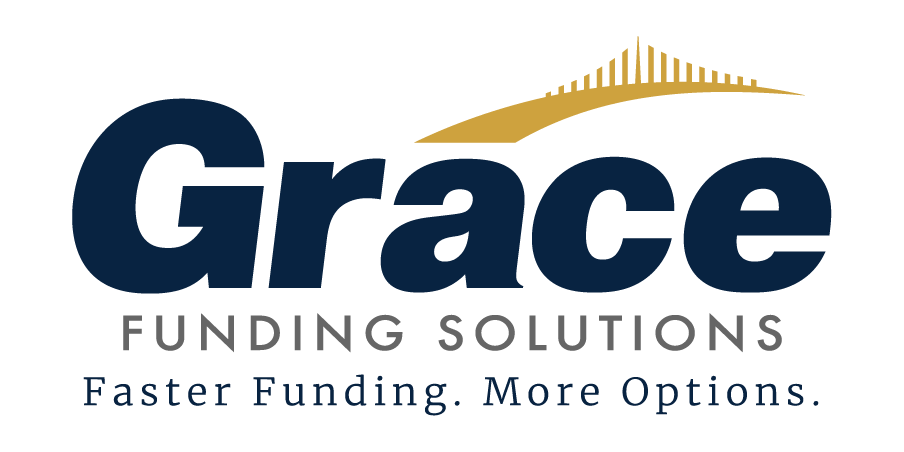 Grace
FUNDING SOLUTIONS
Faster Funding. More Options.